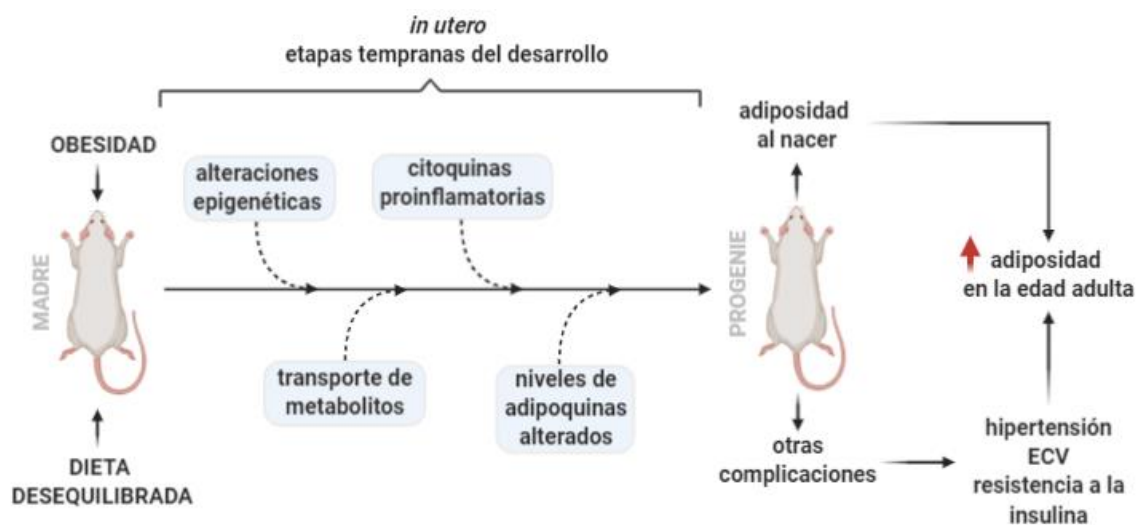 in utero
etapas tempranas del desarrollo
OBESIDAD
MADRE
DIETA
DESEQUILIBRADA
alteraciones
epigenéticas
citoquinas
proinflamatorias
transporte de
metabolitos
niveles de
adipoquinas
alterados
adiposidad
al nacer
PROGENIE
otras
complicaciones
adiposidad
en la edad adulta
hipertensión
ECV
resistencia a la
insulina